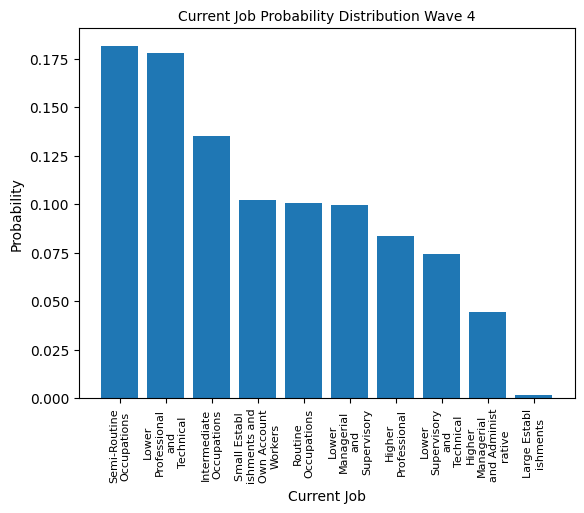 Current Job Probability Distribution Wave 4
Probability
0.175
0.150
0.125
0.100
0.075
0.050
0.025
0.000
Semi-Routine
Occupations
Lower
Professional
and
Technical
Intermediate
Occupations
Small Establ
ishments and
Own Account
Workers
Routine
Occupations
Lower
Managerial
and
Supervisory
Higher
Professional
Lower
Supervisory
and
Technical
Higher
Managerial
and Administ
rative
Large Establ
ishments
Current Job